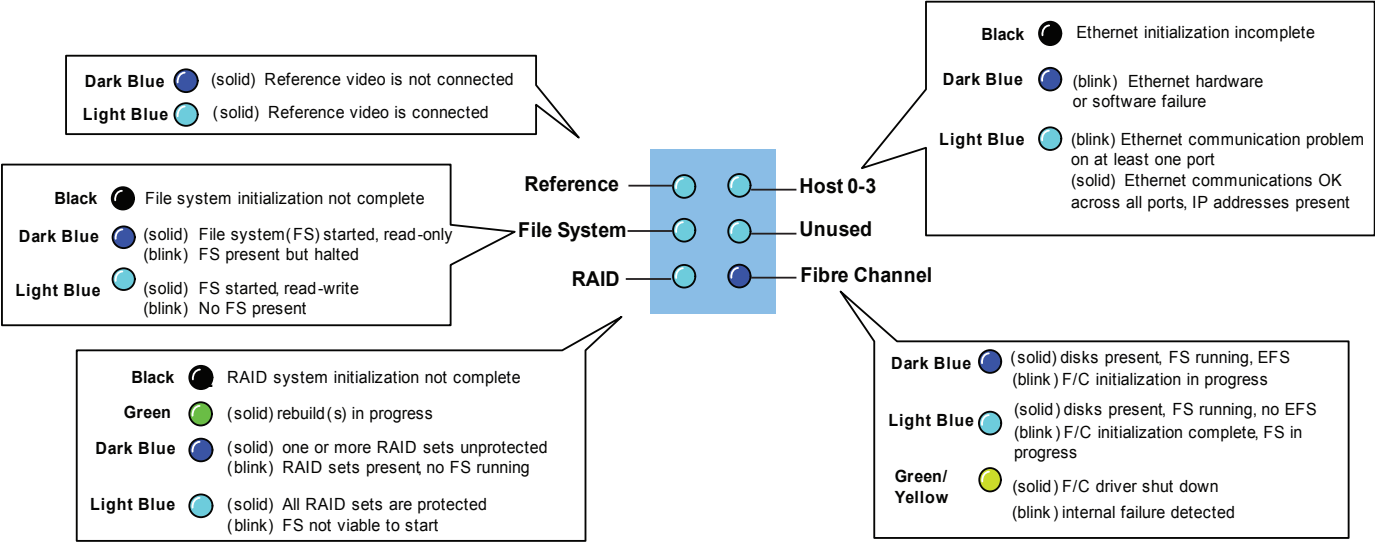 Dark Blue (solid) Reference video is not connected
Light Blue (solid) Reference video is connected
Black Ethernet initialization incomplete
Dark Blue (blink) Ethernet hardware
or software failure
Light Blue (blink) Ethernet communication problem
on at least one port
(solid) Ethernet communications OK
across all ports, IP addresses present
Black File system initialization not complete
Dark Blue (solid) File system(FS) started, read-only
(blink) FS present but halted
Light Blue (solid) FS started, read-write
(blink) No FS present
Reference Host 0-3
File System Unused
RAID Fibre Channel
Black RAID system initialization not complete
Green (solid) rebuild(s) in progress
Dark Blue (solid) one or more RAID sets unprotected
(blink) RAID sets present, no FS running
Light Blue (solid) All RAID sets are protected
(blink) FS not viable to start
Dark Blue (solid) disks present, FS running, EFS
(blink) F/C initialization in progress
Light Blue (solid) disks present, FS running, no EFS
(blink) F/C initialization complete, FS in
progress
Green/
Yellow (solid) F/C driver shut down
(blink) internal failure detected